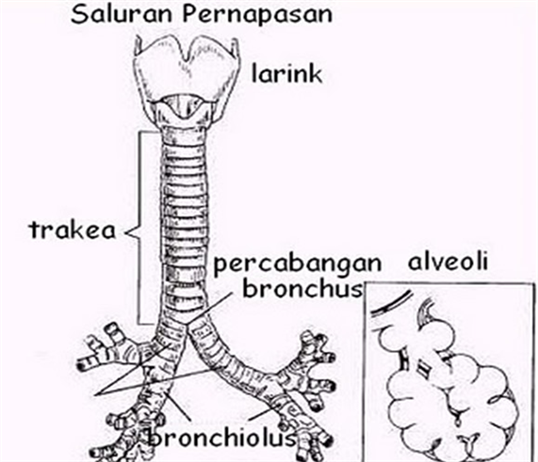 Saluran Pernapasan
larink
trakea
percabangan
bronchus
alveoli
bronchiolus